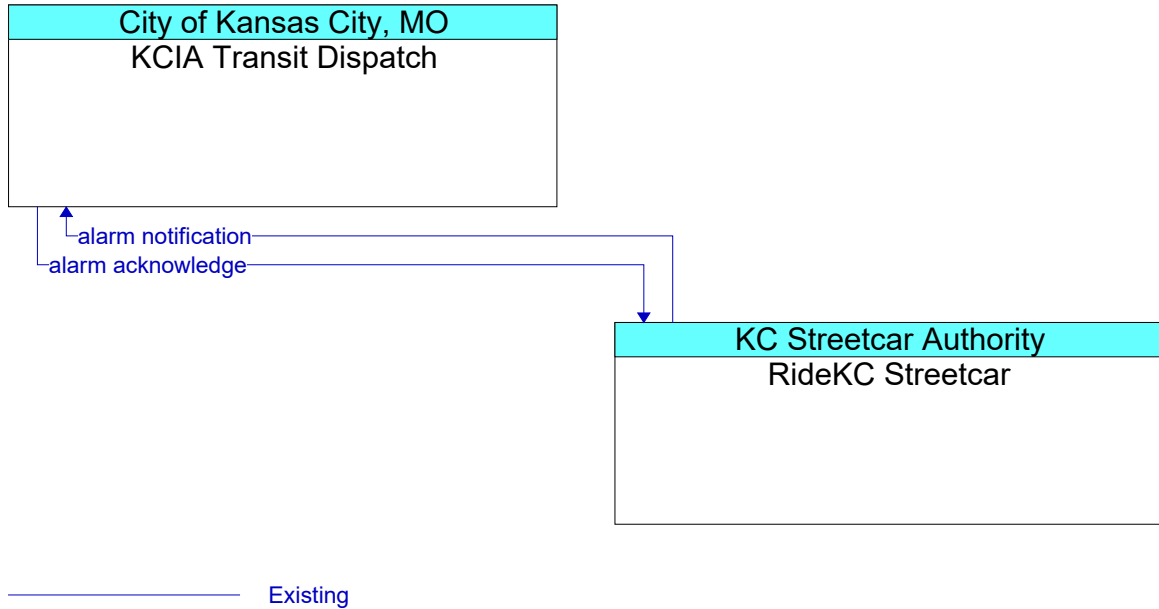 City of Kansas City, MO
KCIA Transit Dispatch
alarm notification
alarm acknowledge
KC Streetcar Authority
RideKC Streetcar
Existing